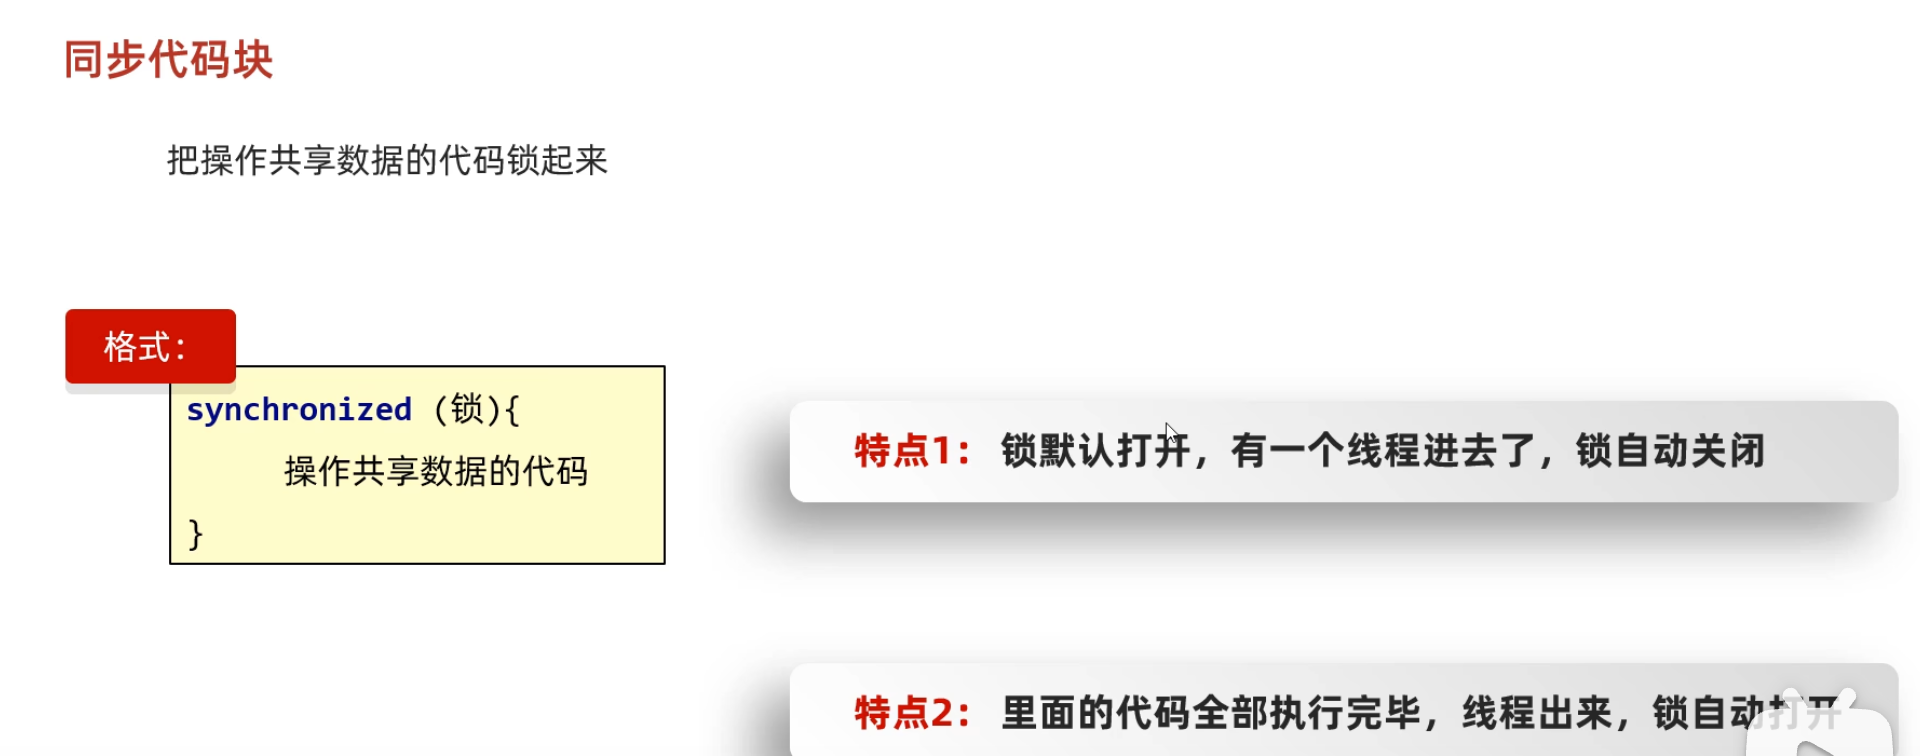 同步代码块
把操作共享数据的代码锁起来
格式：
synchronized (锁){
操作共享数据的代码
}
特点1： 锁默认打开，有一个线程进去了，锁自动关闭
特点2： 里面的代码全部执行完毕，线程出来，锁自动打开